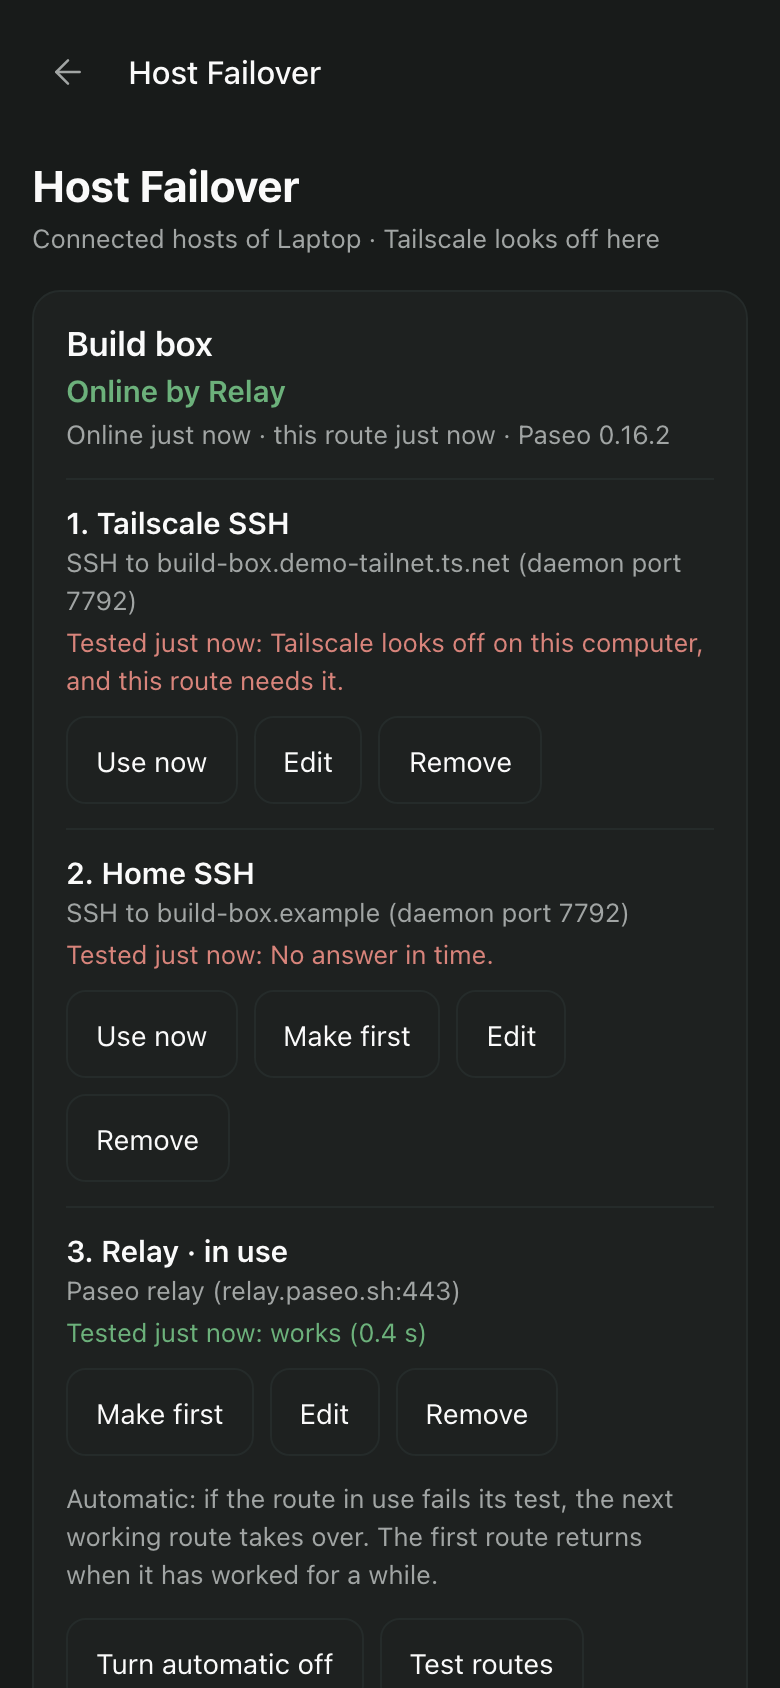 Host Failover
Host Failover
Connected hosts of Laptop · Tailscale looks off here
Build box
Online by Relay
Online just now · this route just now · Paseo 0.16.2
1. Tailscale SSH
SSH to build-box.demo-tailnet.ts.net (daemon port
7792)
Tested just now: Tailscale looks off on this computer,
and this route needs it.
Use now
Edit
Remove
2. Home SSH
SSH to build-box.example (daemon port 7792)
Tested just now: No answer in time.
Use now
Make first
Edit
Remove
3. Relay · in use
Paseo relay (relay.paseo.sh:443)
Tested just now: works (0.4 s)
Make first
Edit
Remove
Automatic: if the route in use fails its test, the next
working route takes over. The first route returns
when it has worked for a while.
Turn automatic off
Test routes